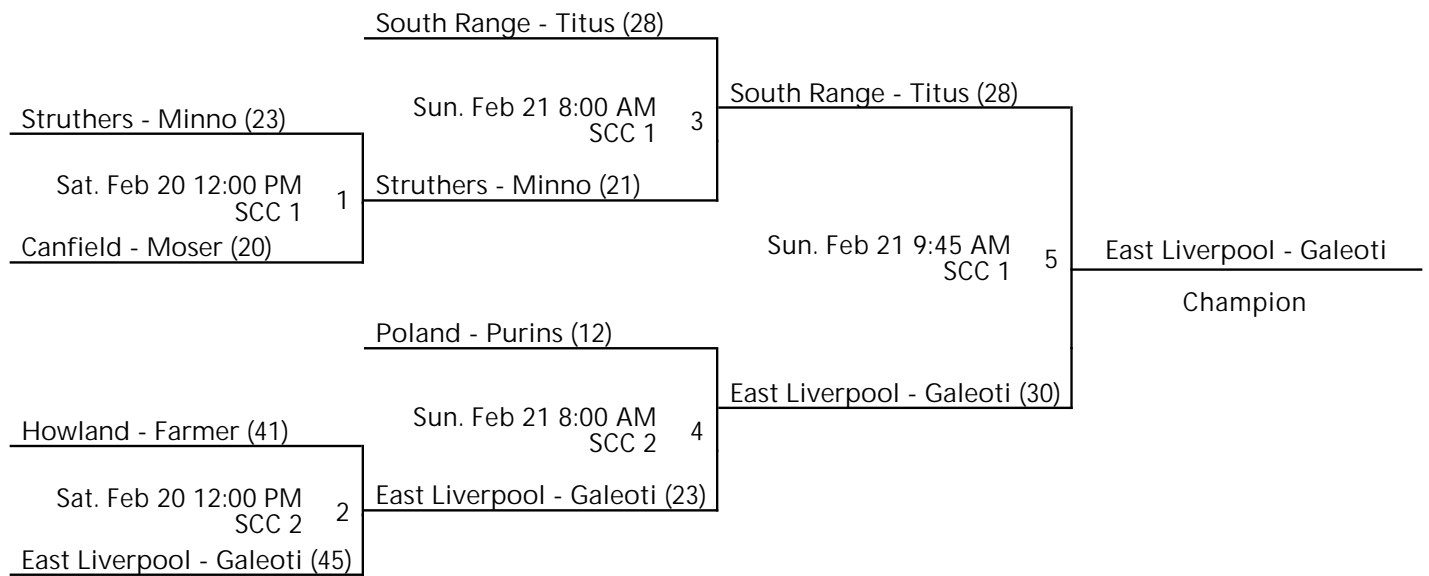 South Range - Titus (28)
Sun. Feb 21 8:00 AM
SCC 1
3
South Range - Titus (28)
Struthers - Minno (23)
Sat. Feb 20 12:00 PM
SCC 1
1
Struthers - Minno (21)
Canfield - Moser (20)
Sun. Feb 21 9:45 AM
SCC 1
5
East Liverpool - Galeoti
Champion
Poland - Purins (12)
Sun. Feb 21 8:00 AM
SCC 2
4
East Liverpool - Galeoti (30)
Howland - Farmer (41)
Sat. Feb 20 12:00 PM
SCC 2
2
East Liverpool - Galeoti (23)
East Liverpool - Galeoti (45)